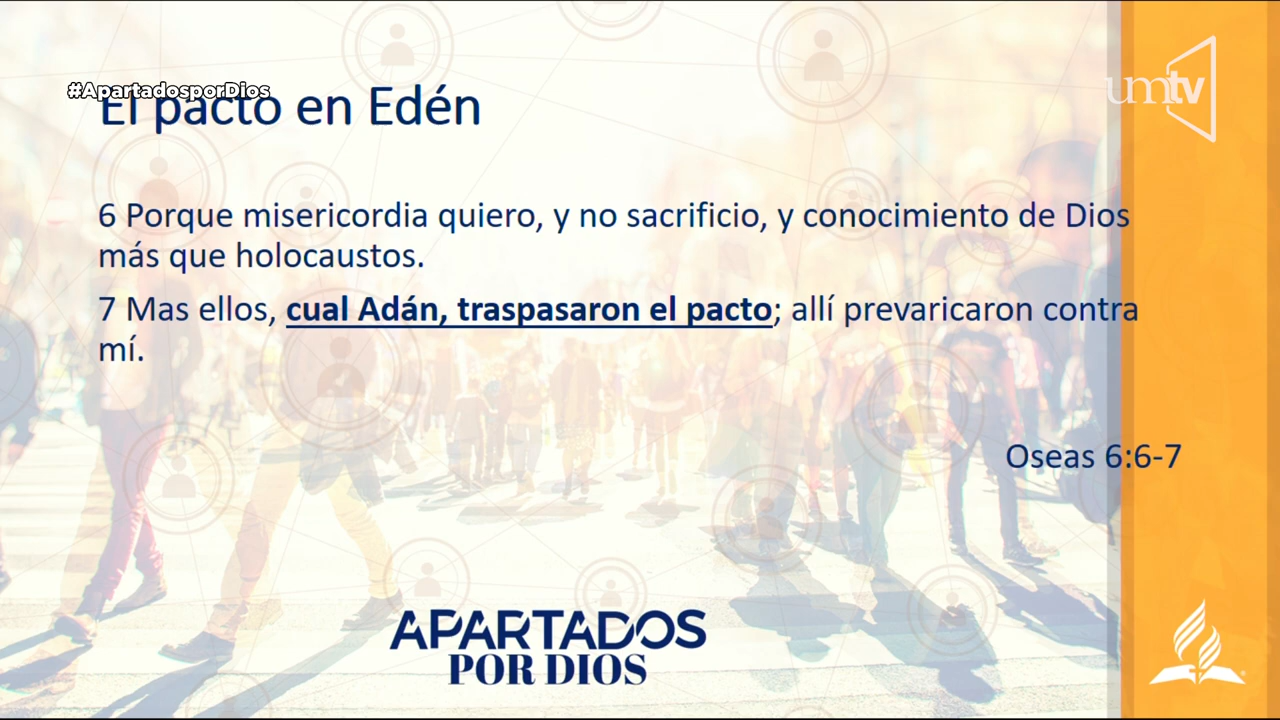 #ApartadosporDios
El pacto en Edén
umtv
6 Porque misericordia quiero, y no sacrificio, y conocimiento de Dios
más que holocaustos.
7 Mas ellos, cual Adán, traspasaron el pacto; allí prevaricaron contra
mí.
Oseas 6:6-7
APARTADOS
POR DIOS